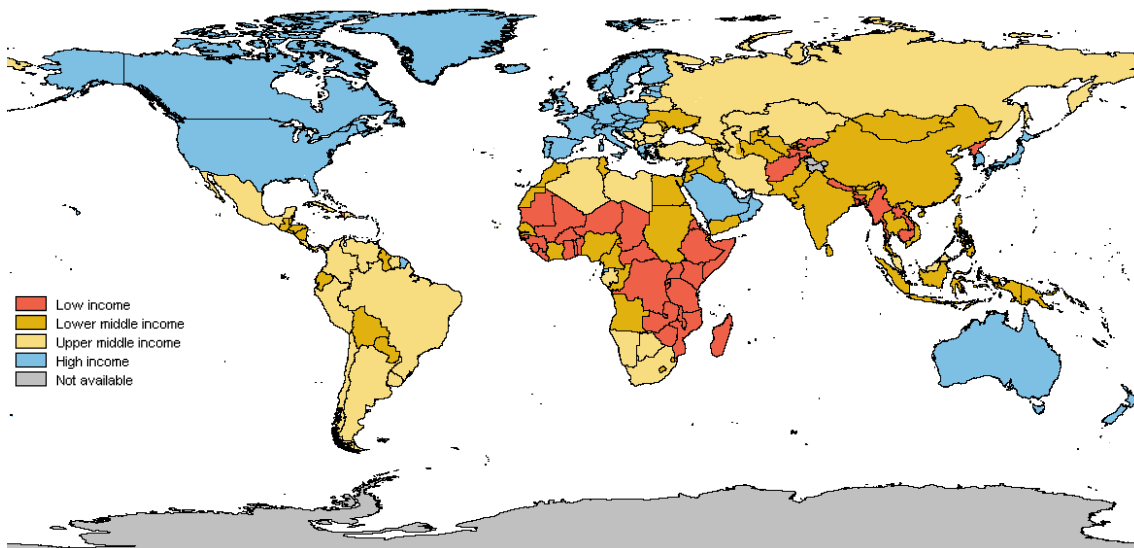 Low income
Lower middle income
Upper middle income
High income
Not available